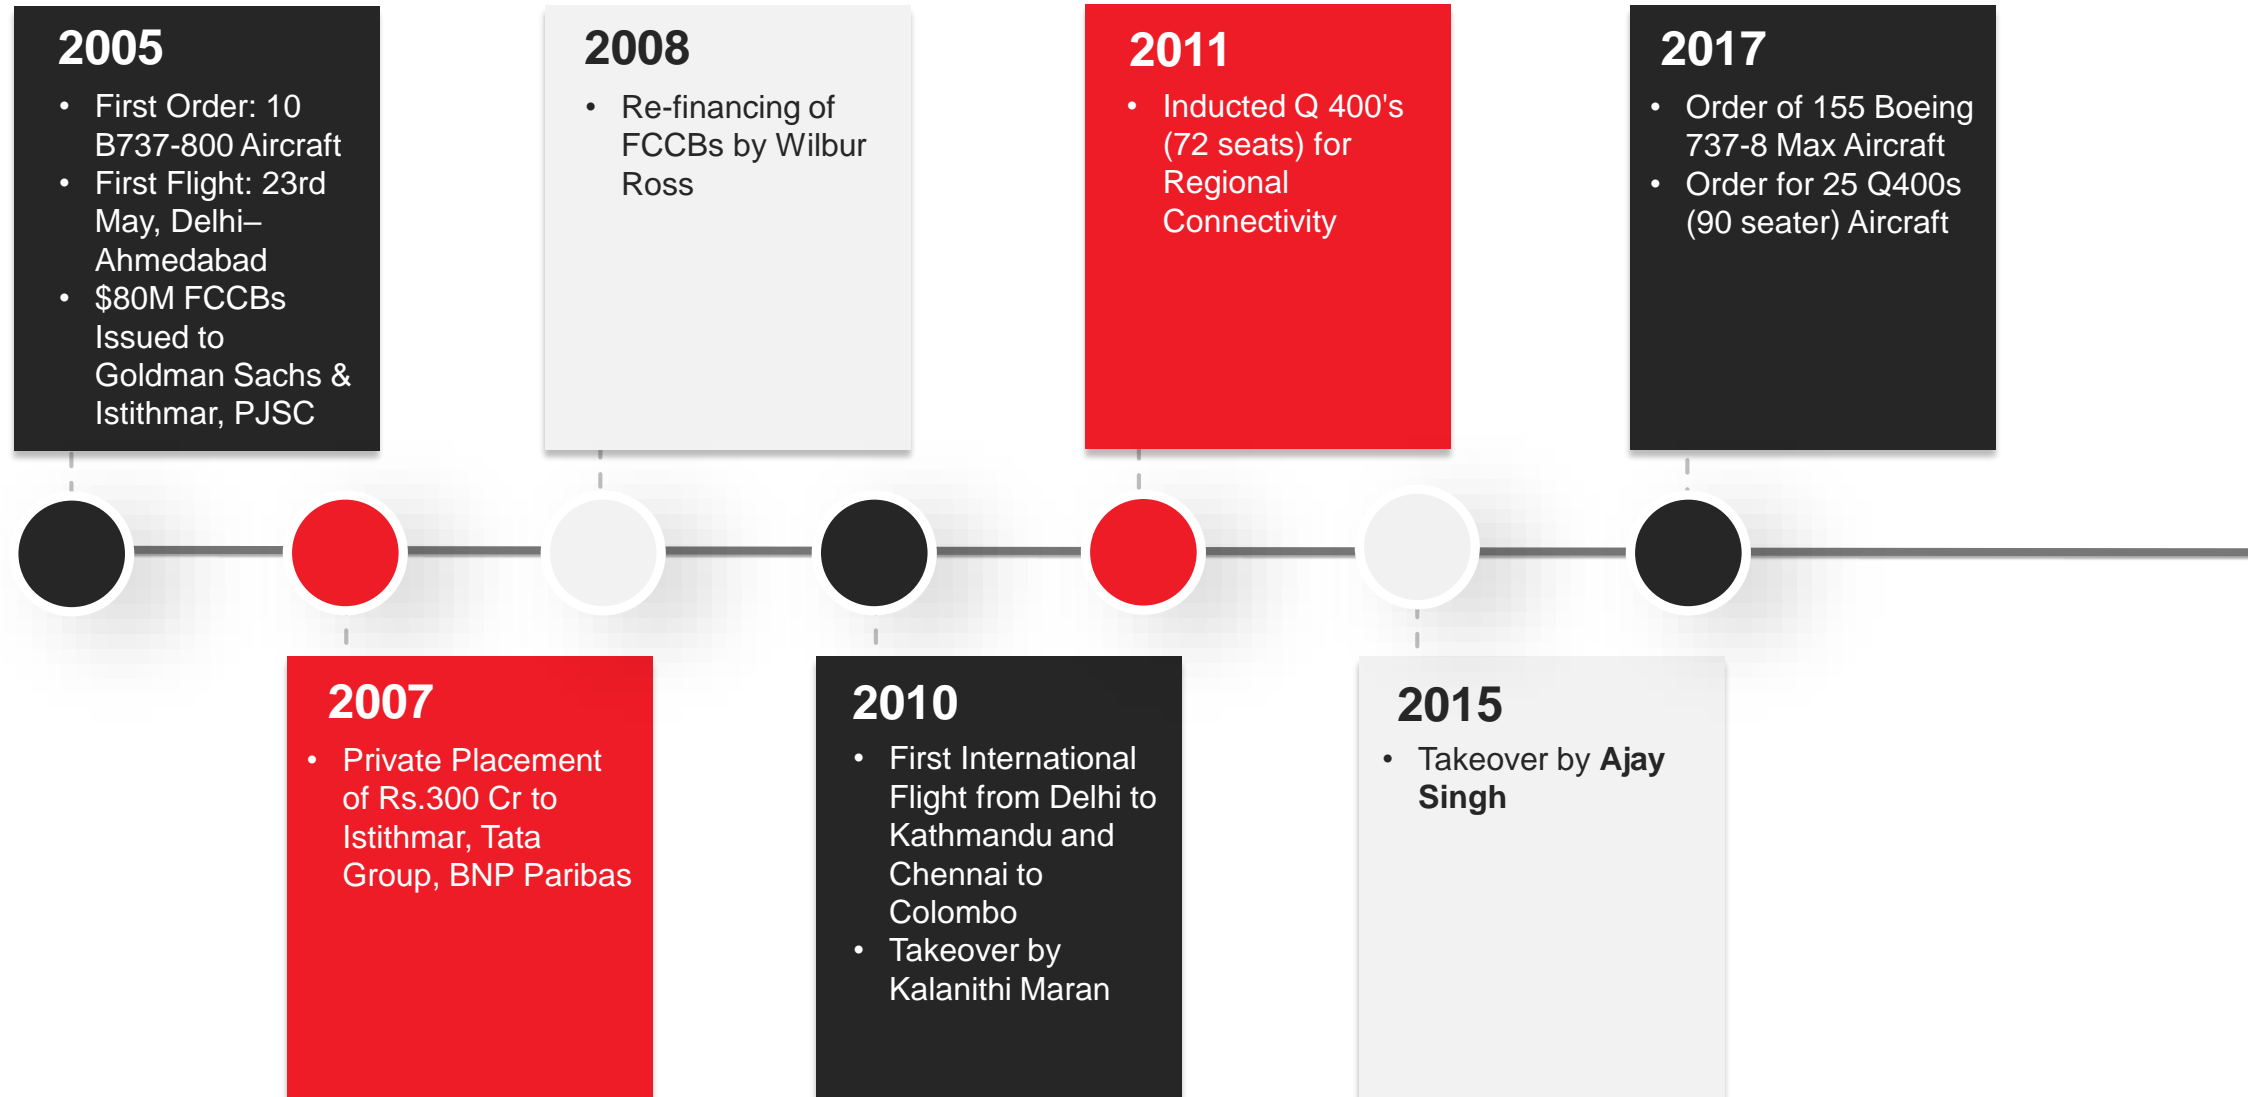 2005
• First Order: 10
B737-800 Aircraft
• First Flight: 23rd
May, Delhi–
Ahmedabad
• $80M FCCBs
Issued to
Goldman Sachs &
Istithmar, PJSC
2007
• Private Placement
of Rs.300 Cr to
Istithmar, Tata
Group, BNP Paribas
2008
• Re-financing of
FCCBs by Wilbur
Ross
2010
• First International
Flight from Delhi to
Kathmandu and
Chennai to
Colombo
• Takeover by
Kalanithi Maran
2011
• Inducted Q 400's
(72 seats) for
Regional
Connectivity
2015
• Takeover by Ajay
Singh
2017
• Order of 155 Boeing
737-8 Max Aircraft
• Order for 25 Q400s
(90 seater) Aircraft